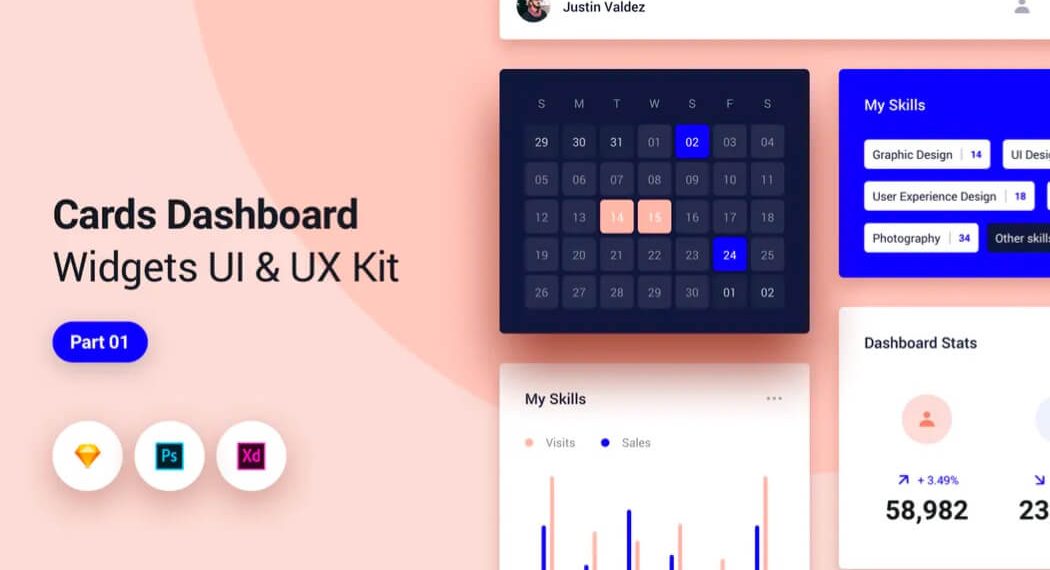 Justin Valdez
Cards Dashboard
Widgets UI & UX Kit
Part 01
Ps
Xd
S M T W S F S
29 30 31 01 02 03 04
05 06 07 08 09 10 11
12 13 14 15 16 17 18
19 20 21 22 23 24 25
26 27 28 29 30 01 02
My Skills
Graphic Design | 14
UI Desi
User Experience Design | 18
Photography | 34
Other skills
My Skills
Visits
Sales
Dashboard Stats
+ 3.49%
58,982
23